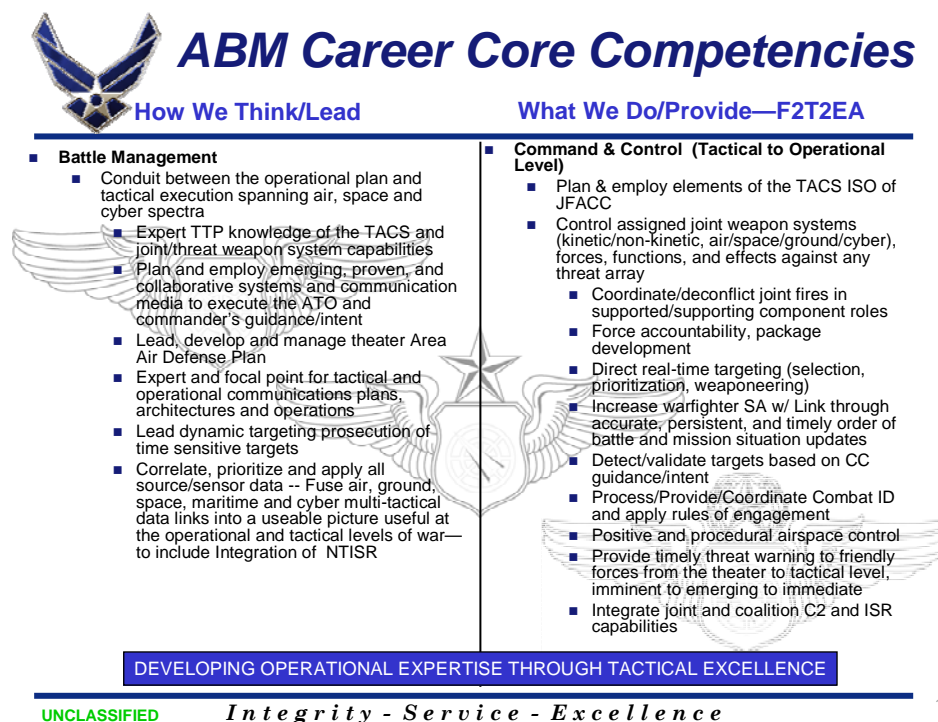 ABM Career Core Competencies
How We Think/Lead
What We Do/Provide—F2T2EA
Battle Management
Conduit between the operational plan and
tactical execution spanning air, space and
cyber spectra
Expert TTP knowledge of the TACS and
joint/threat weapon system capabilities
Plan and employ emerging, proven, and
collaborative systems and communication
media to execute the ATO and
commander's guidance/intent
Lead, develop and manage theater Area
Air Defense Plan
Expert and focal point for tactical and
operational communications plans,
architectures and operations
Lead dynamic targeting prosecution of
time sensitive targets
Correlate, prioritize and apply all
source/sensor data -- Fuse air, ground,
space, maritime and cyber multi-tactical
data links into a useable picture useful at
the operational and tactical levels of war—
to include Integration of NTISR
Command & Control (Tactical to Operational
Level)
Plan & employ elements of the TACS ISO of
JFACC
Control assigned joint weapon systems
(kinetic/non-kinetic, air/space/ground/cyber),
forces, functions, and effects against any
threat array
Coordinate/deconflict joint fires in
supported/supporting component roles
Force accountability, package
development
Direct real-time targeting (selection,
prioritization, weaponeering)
Increase warfighter SA w/ Link through
accurate, persistent, and timely order of
battle and mission situation updates
Detect/validate targets based on CC
guidance/intent
Process/Provide/Coordinate Combat ID
and apply rules of engagement
Positive and procedural airspace control
Provide timely threat warning to friendly
forces from the theater to tactical level,
imminent to emerging to immediate
Integrate joint and coalition C2 and ISR
capabilities
DEVELOPING OPERATIONAL EXPERTISE THROUGH TACTICAL EXCELLENCE
UNCLASSIFIED
Integrity - Service - Excellence